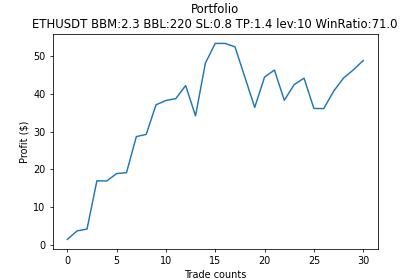 Portfolio
ETHUSDT BBM:2.3 BBL:220 SL:0.8 TP:1.4 lev:10 WinRatio:71.0
50
40
30
20
10
0
Profit ($)
0 5 10 15 20 25 30
Trade counts